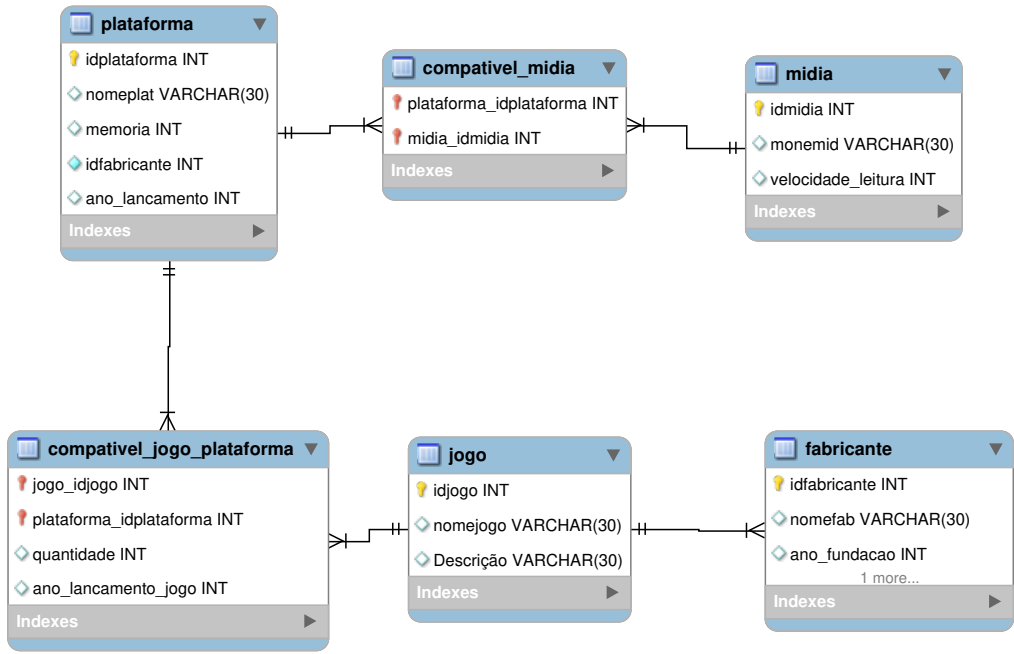 plataforma
idplataforma INT
nomeplat VARCHAR(30)
memoria INT
idfabricante INT
ano_lancamento INT
Indexes
compativel_midia
plataforma_idplataforma INT
midia_idmidia INT
Indexes
midia
idmidia INT
monemid VARCHAR(30)
velocidade_leitura INT
Indexes
compativel_jogo_plataforma
jogo_idjogo INT
plataforma_idplataforma INT
quantidade INT
ano_lancamento_jogo INT
Indexes
jogo
idjogo INT
nomejogo VARCHAR(30)
Descrição VARCHAR(30)
Indexes
fabricante
idfabricante INT
nomefab VARCHAR(30)
ano_fundacao INT
1 more...
Indexes